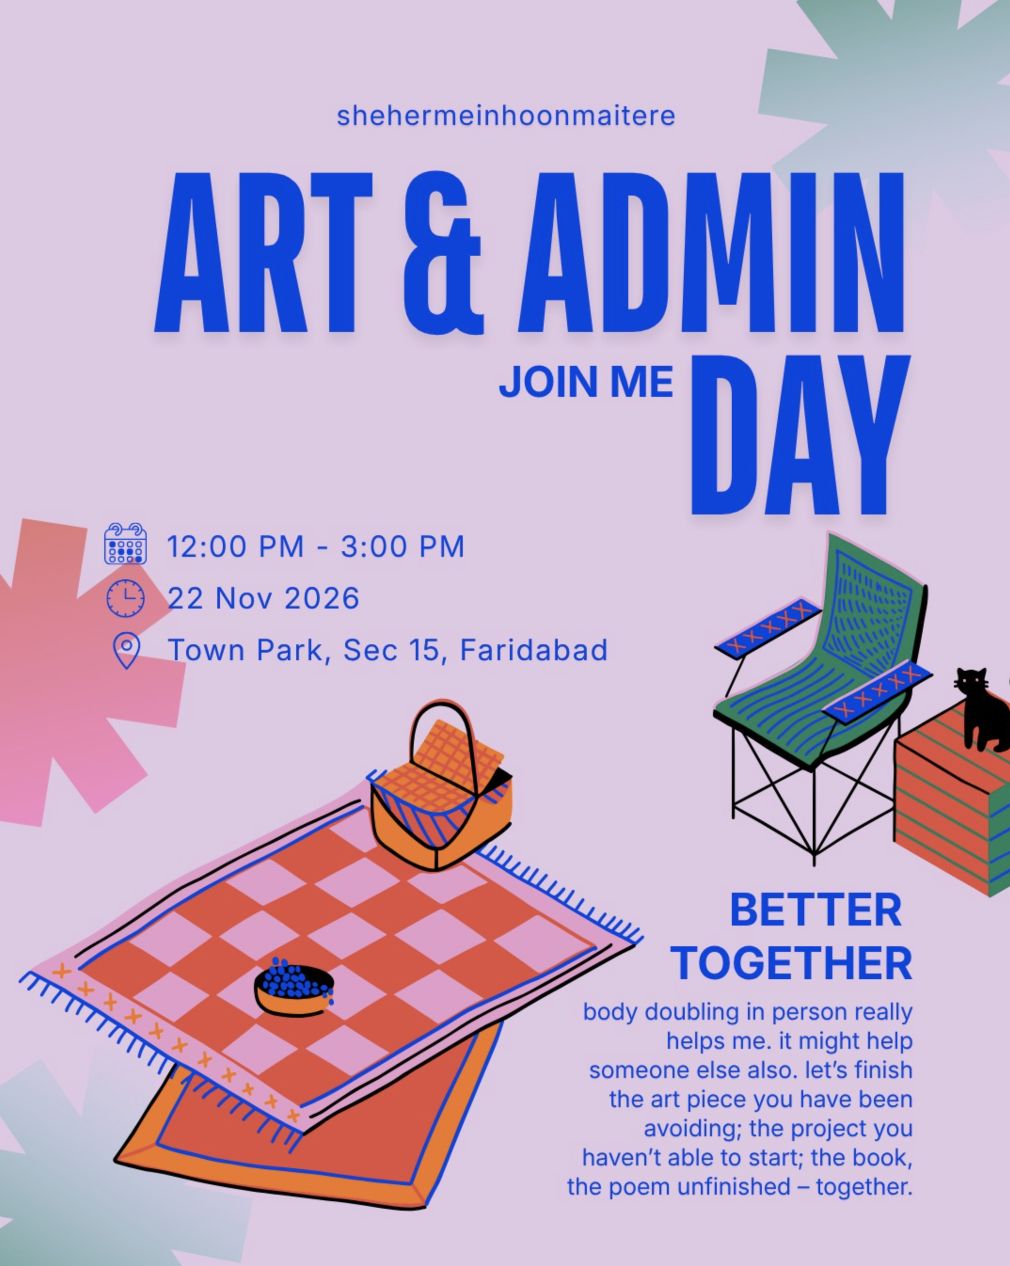 shehermeinhoonmaitere
ART & ADMIN
JOIN ME DAY
12:00 PM - 3:00 PM
22 Nov 2026
Town Park, Sec 15, Faridabad
BETTER
TOGETHER
body doubling in person really
helps me. it might help
someone else also. let’s finish
the art piece you have been
avoiding; the project you
haven’t able to start; the book,
the poem unfinished – together.